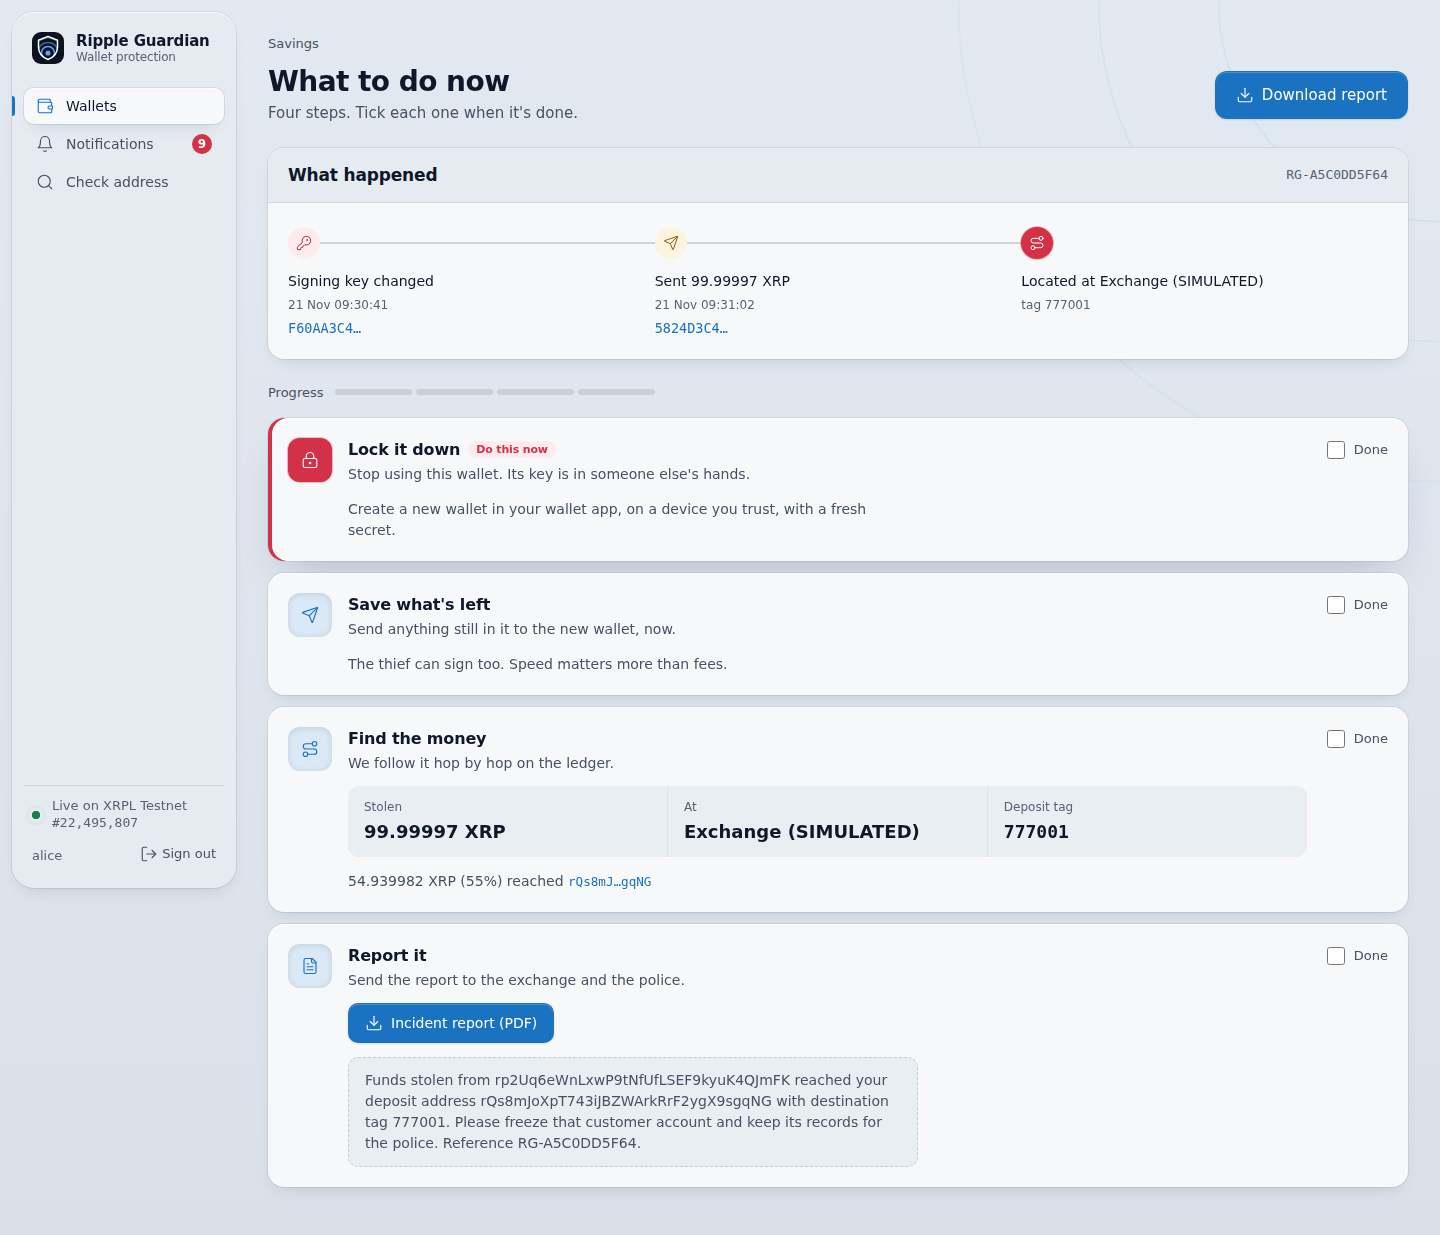 Ripple Guardian
Wallet protection
Wallets
Notifications 9
Check address
Live on XRPL Testnet
#22,495,807
alice
Sign out
Savings
What to do now
Four steps. Tick each one when it's done.
Download report
What happened
RG-A5C0DD5F64
Signing key changed
21 Nov 09:30:41
F60AA3C4…
Sent 99.99997 XRP
21 Nov 09:31:02
5824D3C4…
Located at Exchange (SIMULATED)
tag 777001
Progress
Lock it down Do this now
Done
Stop using this wallet. Its key is in someone else's hands.
Create a new wallet in your wallet app, on a device you trust, with a fresh
secret.
Save what's left
Done
Send anything still in it to the new wallet, now.
The thief can sign too. Speed matters more than fees.
Find the money
Done
We follow it hop by hop on the ledger.
Stolen
99.99997 XRP
At
Exchange (SIMULATED)
Deposit tag
777001
54.939982 XRP (55%) reached rQs8mJ…gqNG
Report it
Done
Send the report to the exchange and the police.
Incident report (PDF)
Funds stolen from rp2Uq6eWnLxwP9tNfUfLSEF9kyuK4QJmFK reached your
deposit address rQs8mJoXpT743iJBZWArkRrF2ygX9sgqNG with destination
tag 777001. Please freeze that customer account and keep its records for
the police. Reference RG-A5C0DD5F64.